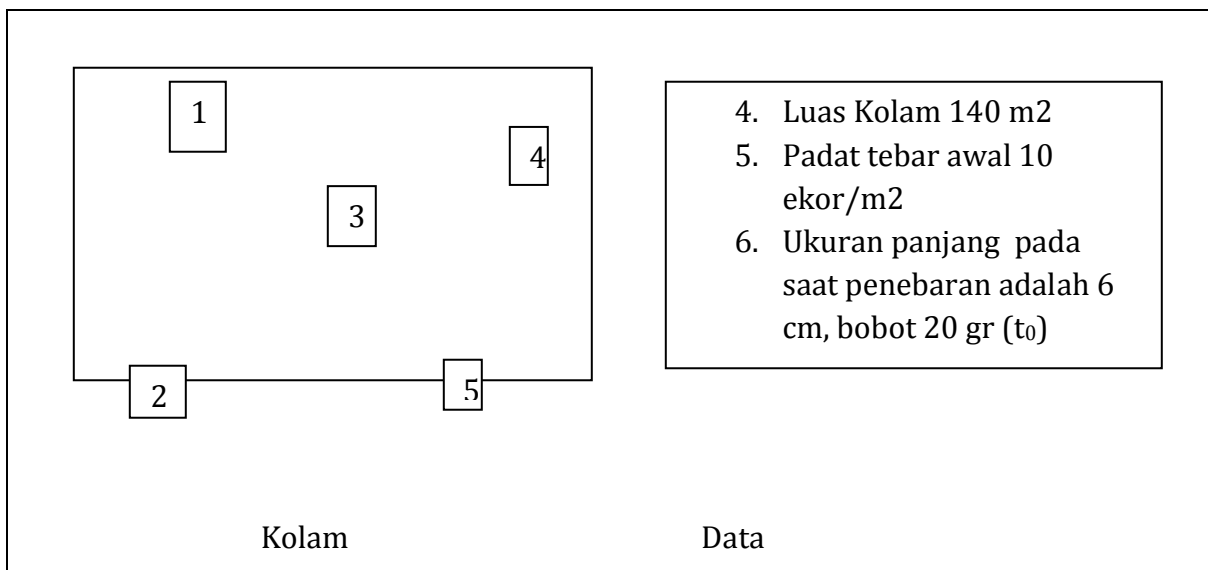 1
4
3
2
5
4. Luas Kolam 140 m2
5. Padat tebar awal 10
ekor/m2
6. Ukuran panjang pada
saat penebaran adalah 6
cm, bobot 20 gr (t₀)
Kolam
Data